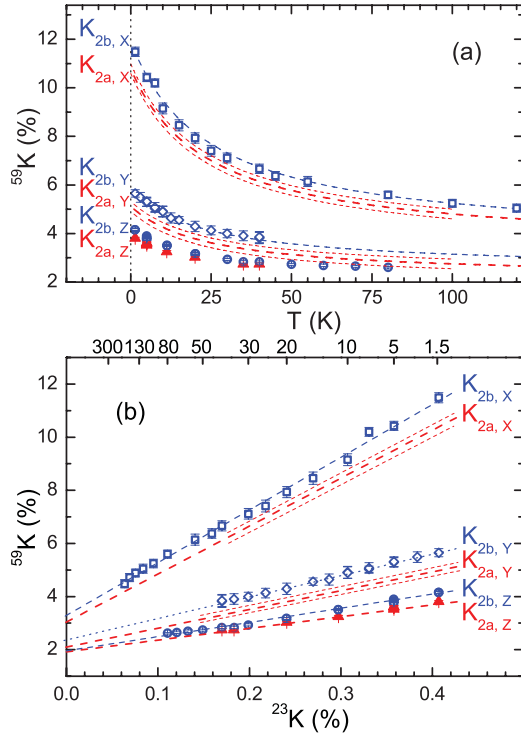 (a)
12
10
8
6
4
2
⁵⁹K (%)
K2b, X
K2a, X
K2b, Y
K2a, Y
K2b, Z
K2a, Z
0 50 100
T (K)
300 130 80 50 30 20 10 5 1.5
(b)
12
10
8
6
4
2
0
⁵⁹K (%)
K2b, X
K2a, X
K2b, Y
K2a, Y
K2b, Z
K2a, Z
0.0 0.1 0.2 0.3 0.4
²³K (%)